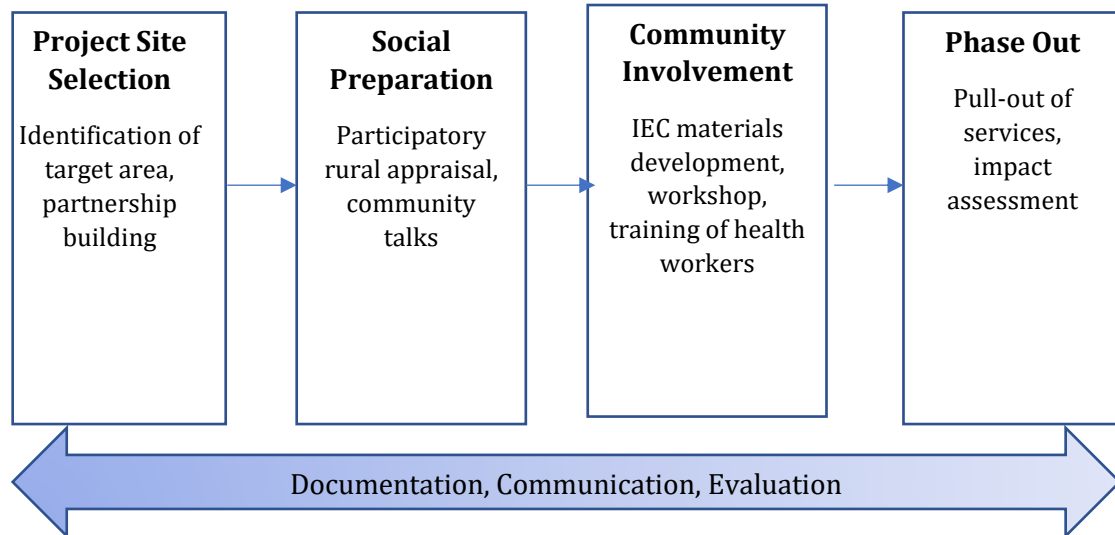 Project Site
Selection
Identification of
target area,
partnership
building
Social
Preparation
Participatory
rural appraisal,
community
talks
Community
Involvement
IEC materials
development,
workshop,
training of health
workers
Phase Out
Pull-out of
services,
impact
assessment
Documentation, Communication, Evaluation